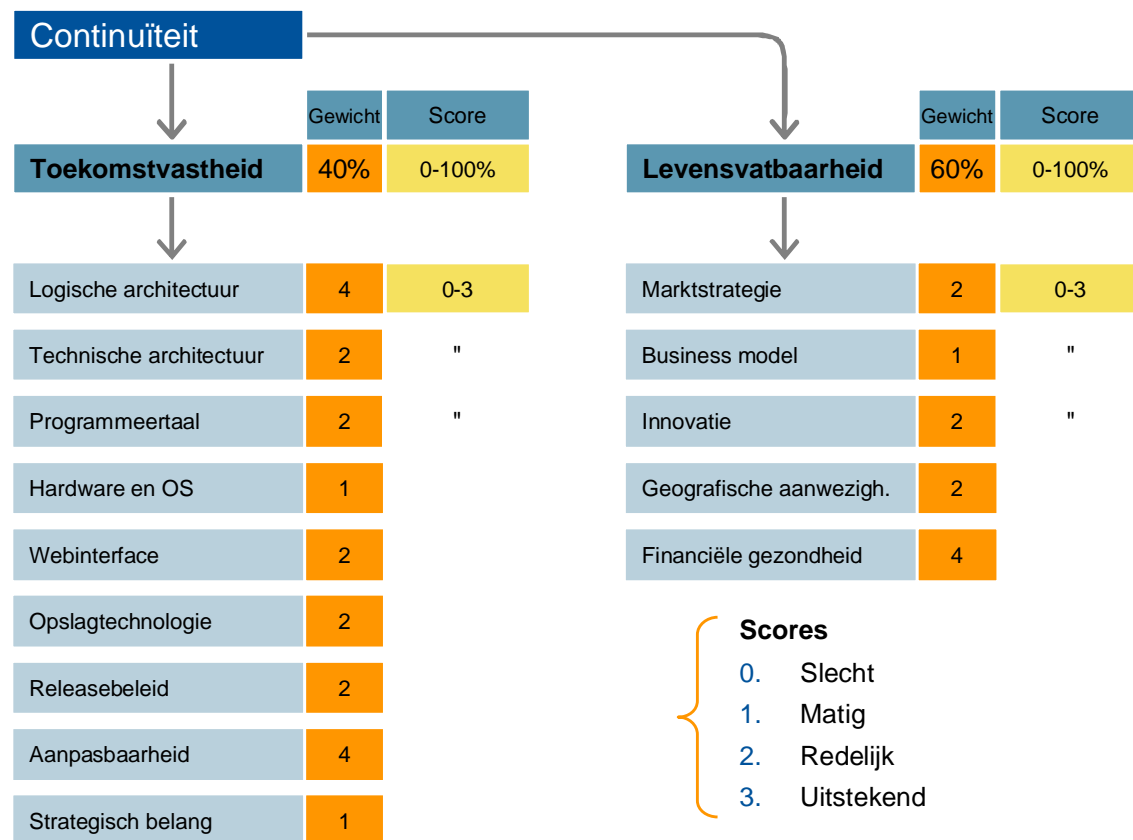 Continuïteit
Gewicht Score
Toekomstvastheid 40% 0-100%
Logische architectuur 4 0-3
Technische architectuur 2 "
Programmeertaal 2 "
Hardware en OS 1
Webinterface 2
Opslagtechnologie 2
Releasebeleid 2
Aanpasbaarheid 4
Strategisch belang 1
Gewicht Score
Levensvatbaarheid 60% 0-100%
Marktstrategie 2 0-3
Business model 1 "
Innovatie 2 "
Geografische aanwezigh. 2
Financiële gezondheid 4
Scores
0. Slecht
1. Matig
2. Redelijk
3. Uitstekend